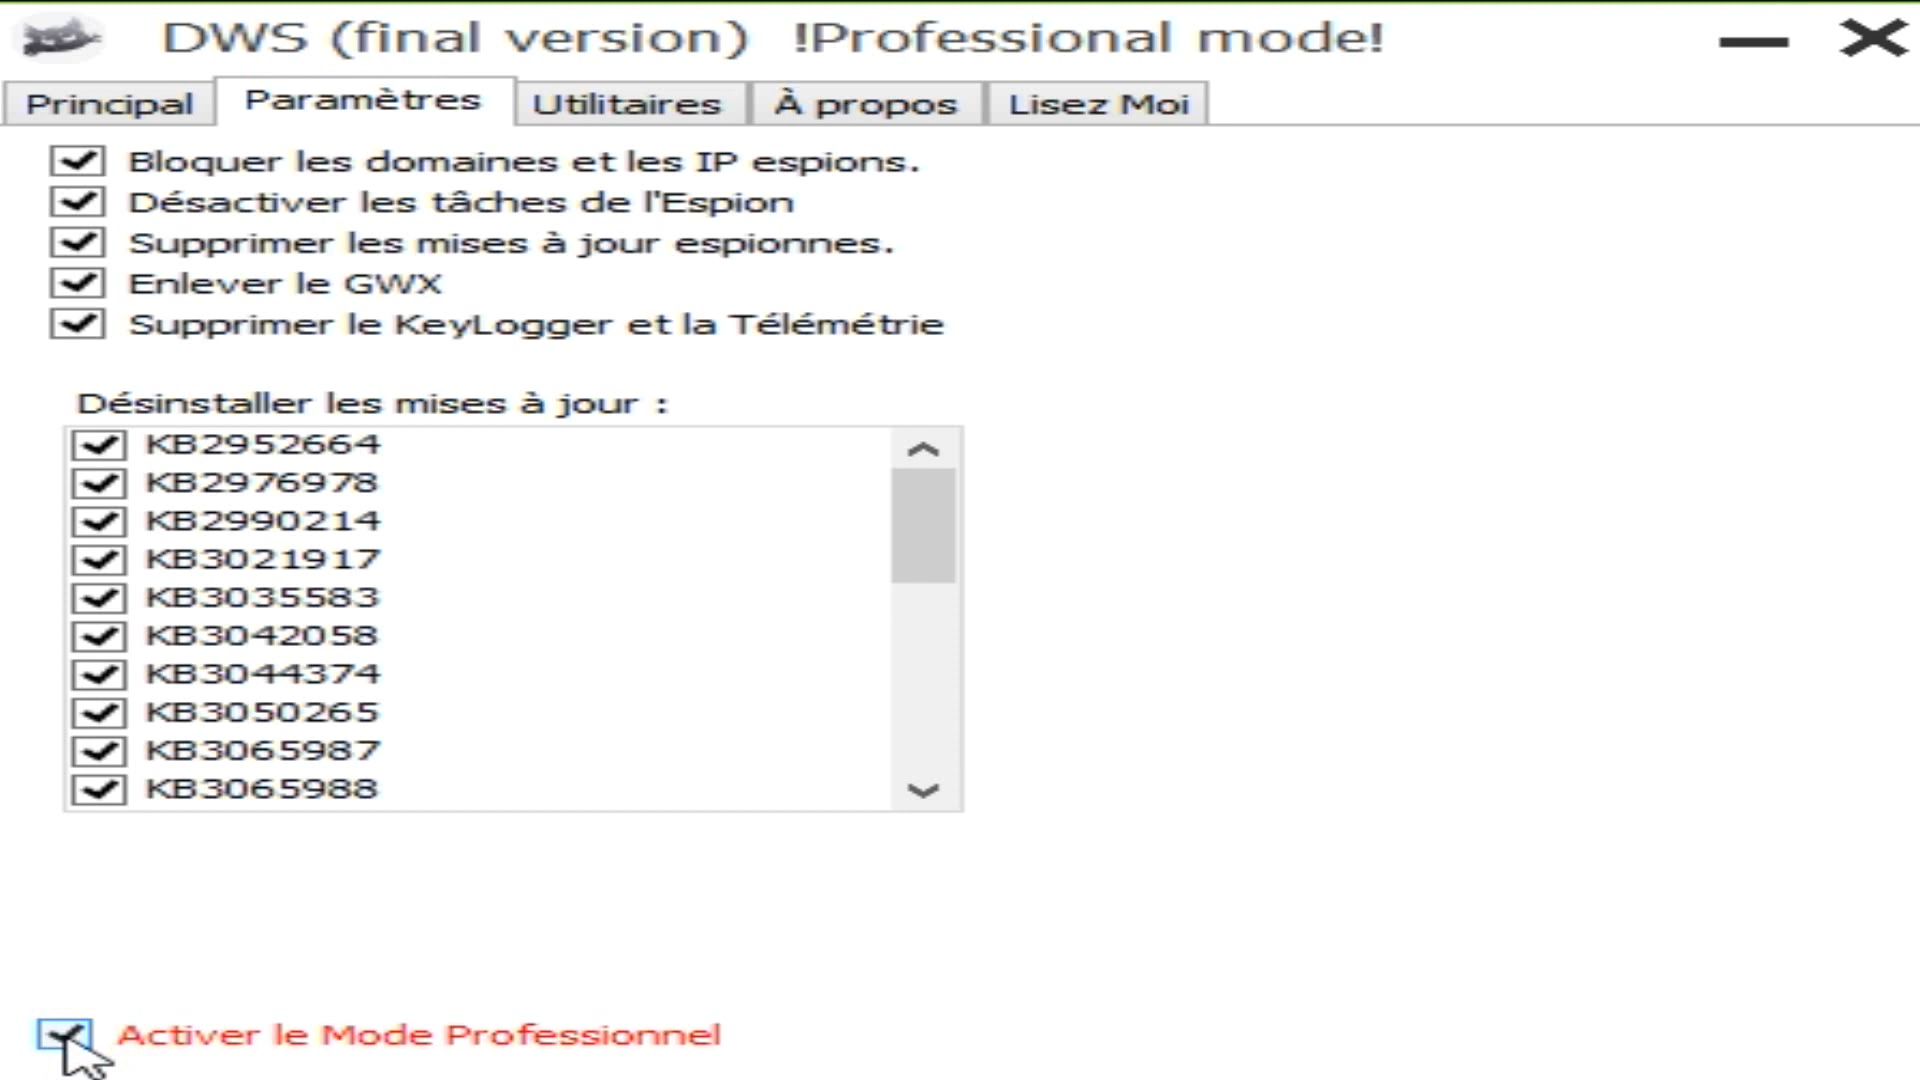 DWS (final version) !Professional mode!
Principal Paramètres Utilitaires À propos Lisez Moi
Bloquer les domaines et les IP espions.
Désactiver les tâches de l'Espion
Supprimer les mises à jour espionnes.
Enlever le GWX
Supprimer le KeyLogger et la Télémétrie
Désinstaller les mises à jour :
KB2952664
KB2976978
KB2990214
KB3021917
KB3035583
KB3042058
KB3044374
KB3050265
KB3065987
KB3065988
Activer le Mode Professionnel